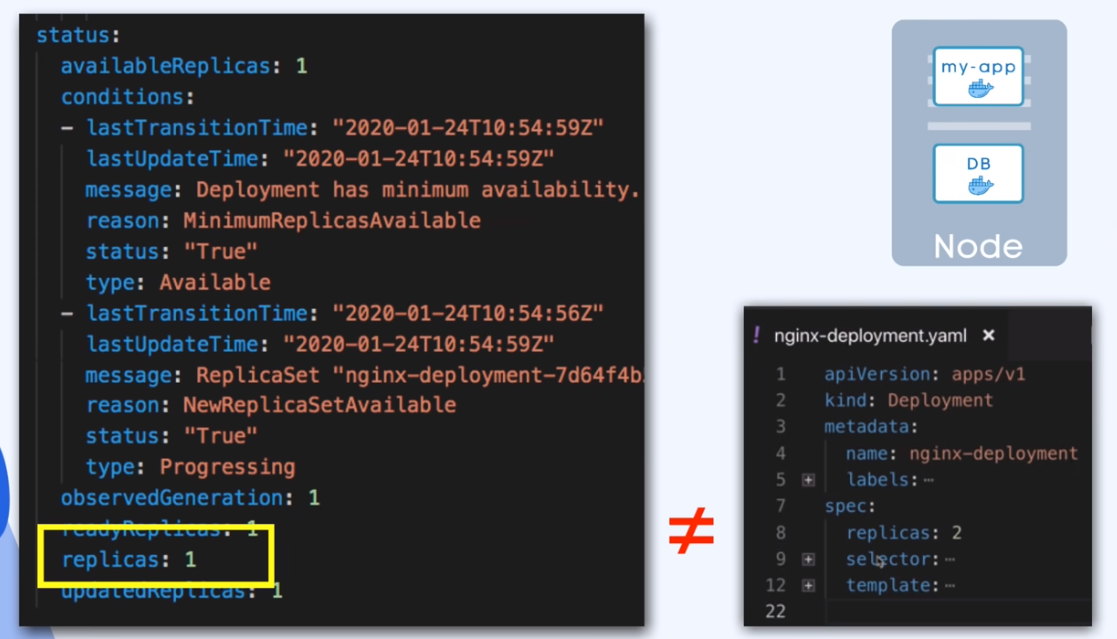 status:
availableReplicas: 1
conditions:
- lastTransitionTime: "2020-01-24T10:54:59Z"
lastUpdateTime: "2020-01-24T10:54:59Z"
message: Deployment has minimum availability.
reason: MinimumReplicasAvailable
status: "True"
type: Available
- lastTransitionTime: "2020-01-24T10:54:56Z"
lastUpdateTime: "2020-01-24T10:54:59Z"
message: ReplicaSet "nginx-deployment-7d64f4b
reason: NewReplicaSetAvailable
status: "True"
type: Progressing
observedGeneration: 1
readyReplicas: 1
replicas: 1
updatedReplicas: 1
≠
my-app
DB
Node
! nginx-deployment.yaml ×
1 apiVersion: apps/v1
2 kind: Deployment
3 metadata:
4 name: nginx-deployment
5 labels: ⋯
7 spec:
8 replicas: 2
9 selector: ⋯
12 template: ⋯
22